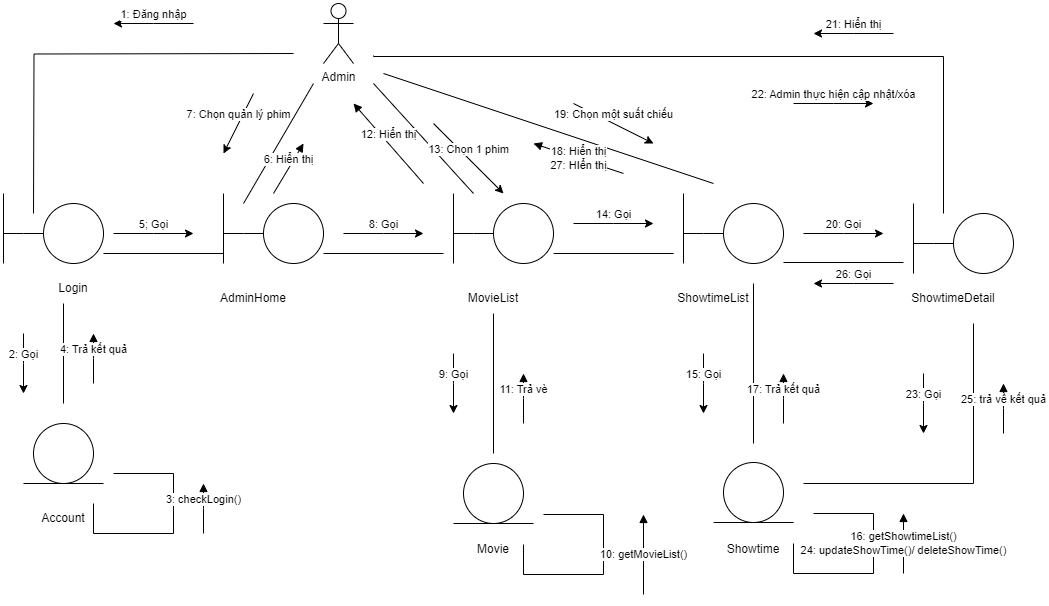 1: Đăng nhập
21: Hiển thị
Admin
22: Admin thực hiện cập nhật/xóa
7: Chọn quản lý phim
19: Chọn một suất chiếu
12: Hiển thị
13: Chọn 1 phim
18: Hiển thị
6: Hiển thị
27: HIển thị
5; Gọi
8: Gọi
14: Gọi
20: Gọi
26: Gọi
Login
AdminHome
MovieList
ShowtimeList
ShowtimeDetail
2: Gọi
4: Trả kết quả
9: Gọi
11: Trả vè
15: Gọi
17: Trả kết quả
23: Gọi
25: trả về kết quả
3: checkLogin()
Account
16: getShowtimeList()
Movie
10: getMovieList()
Showtime
24: updateShowTime()/ deleteShowTime()